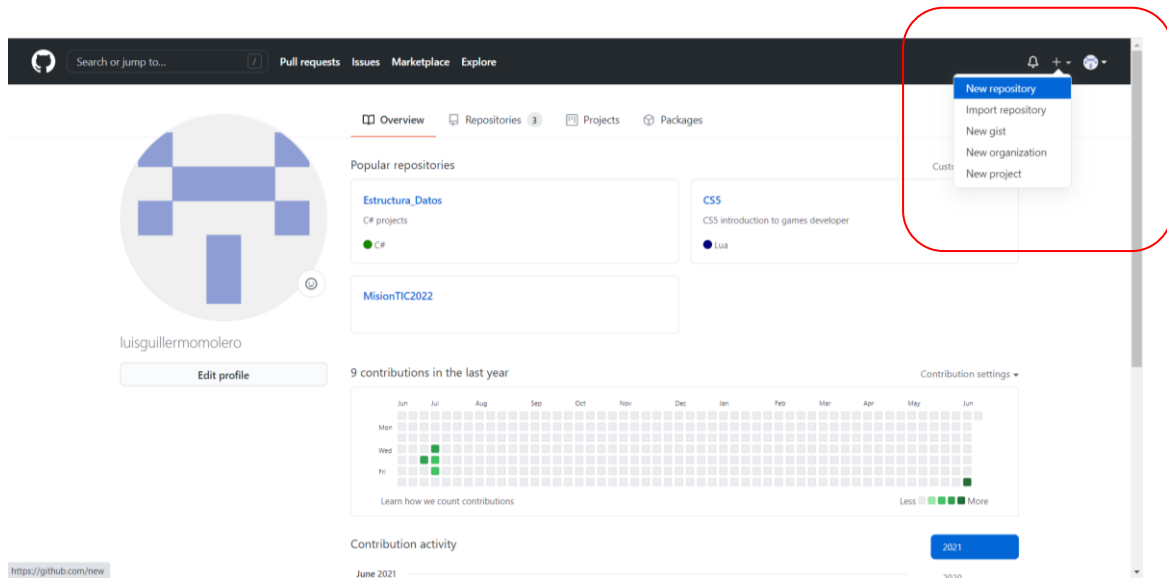 Search or jump to... / Pull requests Issues Marketplace Explore
New repository
Import repository
New gist
New organization
New project
Overview Repositories 3 Projects Packages
Popular repositories
Estructura_Datos
C# projects
C#
CS5
CS5 introduction to games developer
Lua
MisionTIC2022
luisguillermomolero
Edit profile
9 contributions in the last year Contribution settings
Jun Jul Aug Sep Oct Nov Dec Jan Feb Mar Apr May Jun
Mon
Wed
Fri
Learn how we count contributions Less More
Contribution activity
2021
June 2021
https://github.com/new